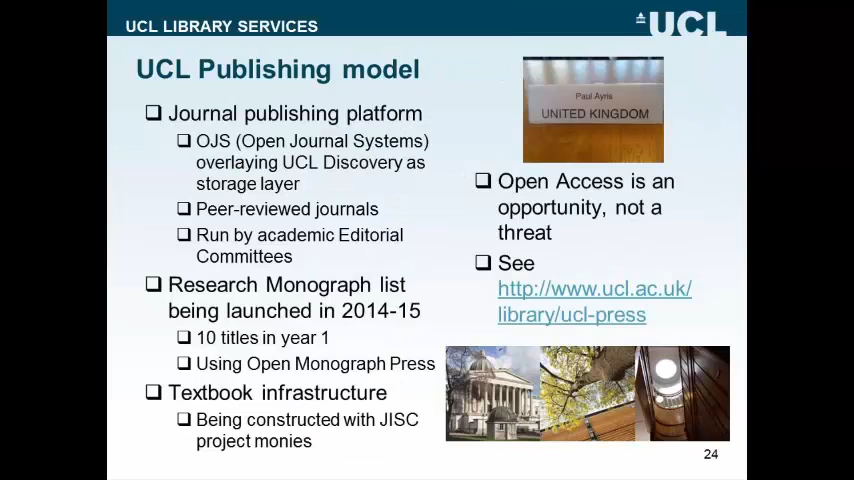 UCL LIBRARY SERVICES
UCL
UCL Publishing model
Journal publishing platform
OJS (Open Journal Systems)
overlaying UCL Discovery as
storage layer
Peer-reviewed journals
Run by academic Editorial
Committees
Research Monograph list
being launched in 2014-15
10 titles in year 1
Using Open Monograph Press
Textbook infrastructure
Being constructed with JISC
project monies
Paul Ayris
UNITED KINGDOM
Open Access is an
opportunity, not a
threat
See
http://www.ucl.ac.uk/
library/ucl-press
24